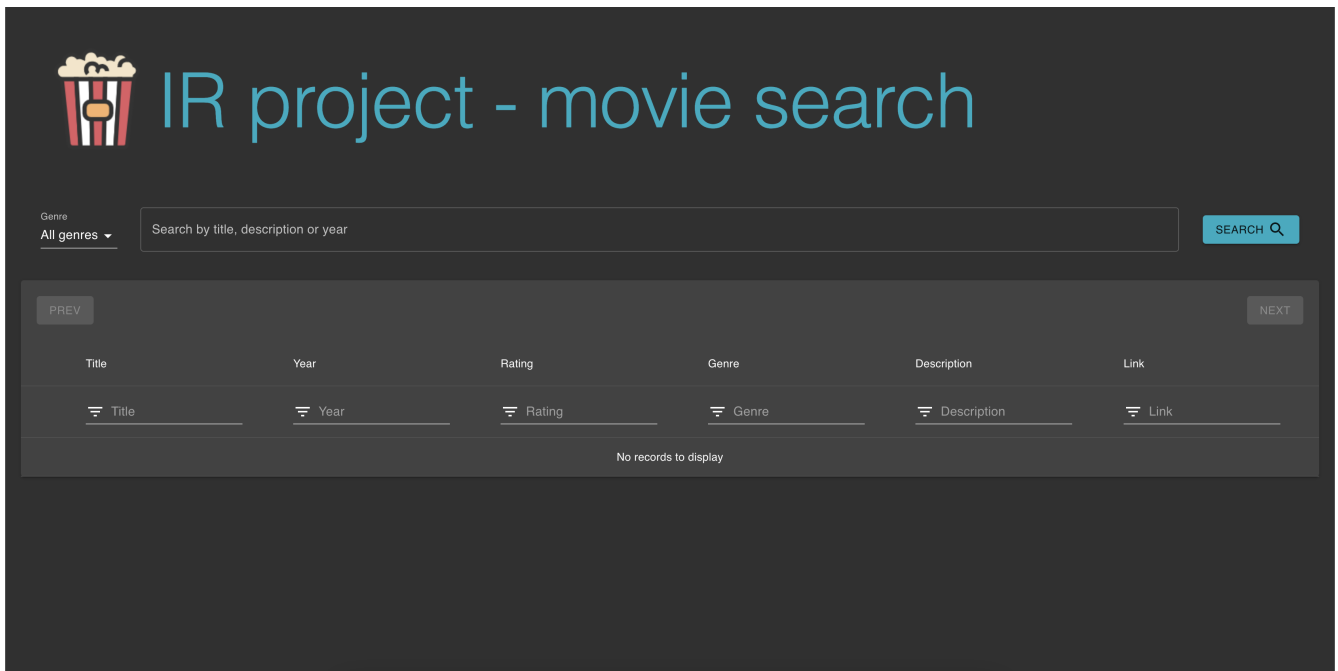 IR project - movie search
Genre
All genres
Search by title, description or year
SEARCH
PREV
NEXT
Title Year Rating Genre Description Link
Title Year Rating Genre Description Link
No records to display